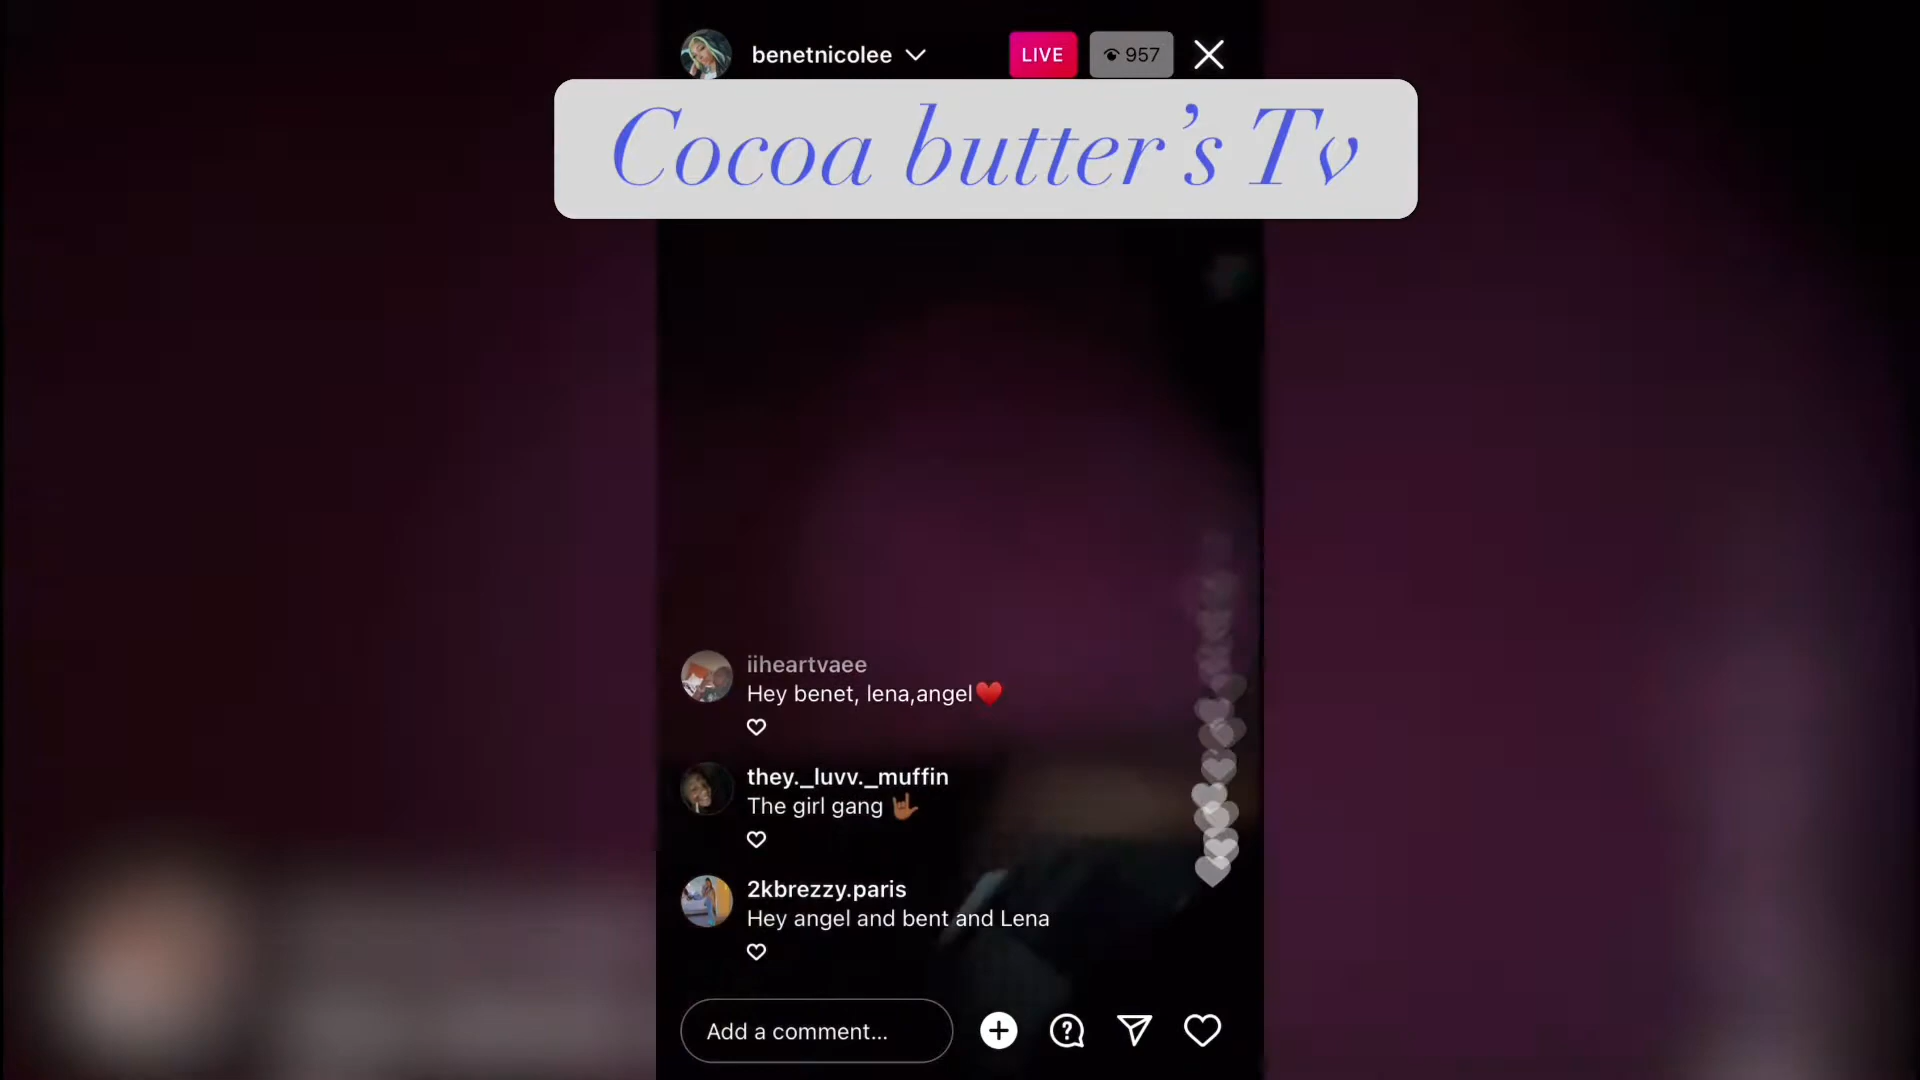 benetnicolee
LIVE
957
Cocoa butter’s Tv
iiheartvaee
Hey benet, lena,angel♥️
they._luvv._muffin
The girl gang 🤟🏾
2kbrezzy.paris
Hey angel and bent and Lena
Add a comment...